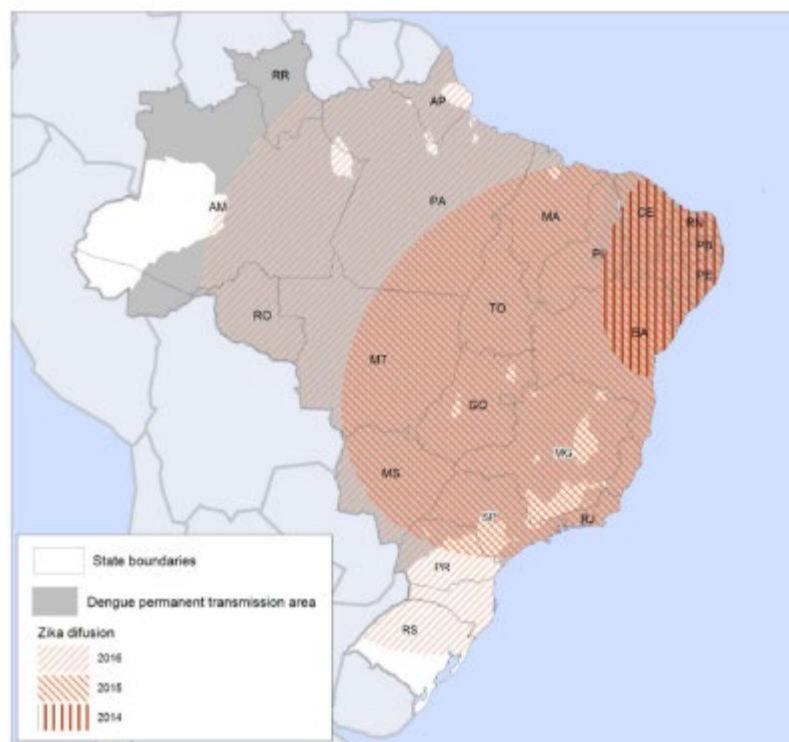 RR
AP
AM
PA
MA
CE
RN
PB
PI
PE
RO
TO
BA
MT
GO
MG
MS
SP
RJ
PR
RS
State boundaries
Dengue permanent transmission area
Zika difusion
2016
2015
2014